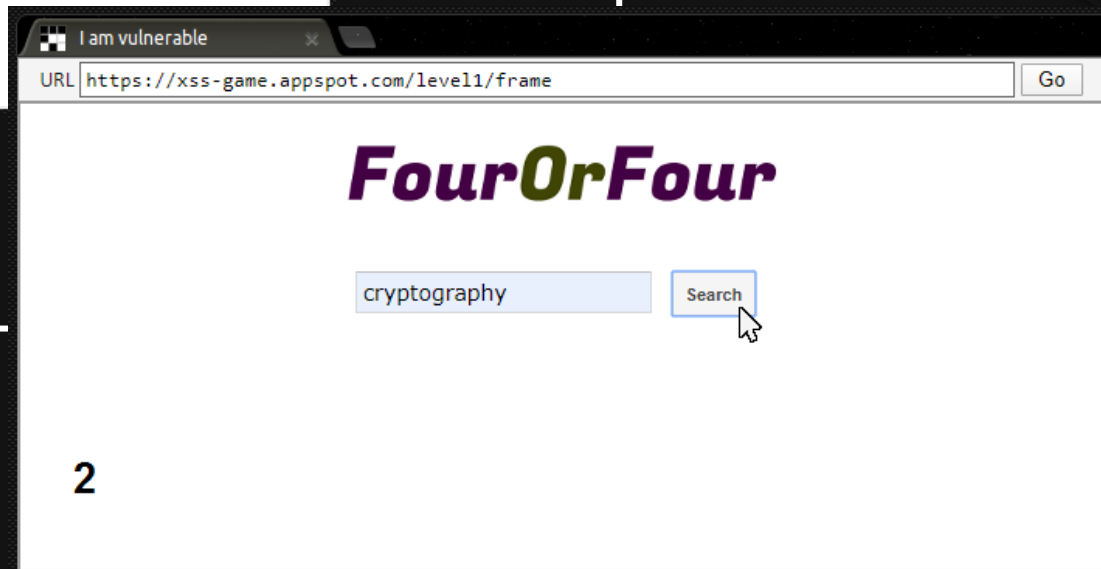 I am vulnerable
URL https://xss-game.appspot.com/level1/frame Go
FourOrFour
cryptography Search
2